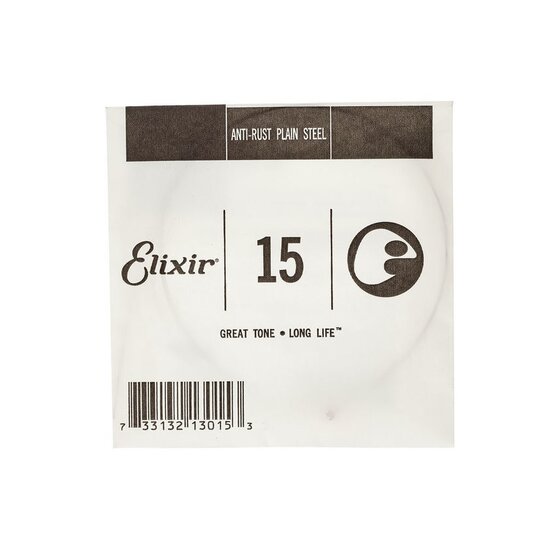 ANTI-RUST PLAIN STEEL
Elixir®
15
GREAT TONE • LONG LIFE™
7 33132 13015 3